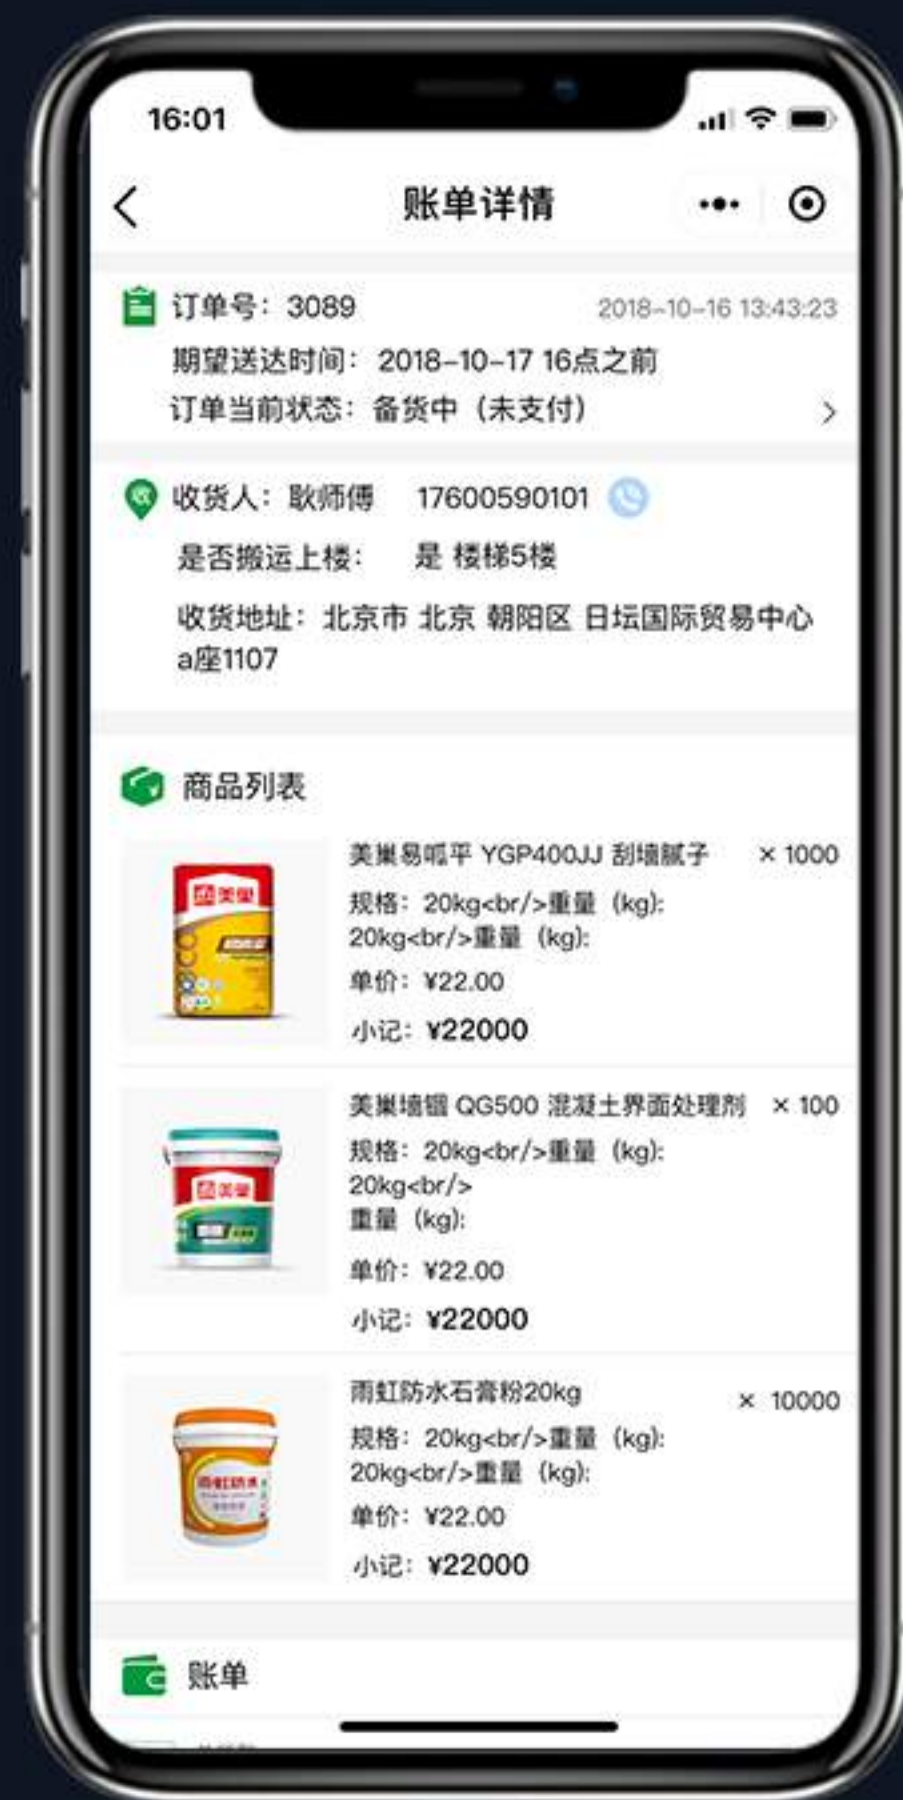 16:01
账单详情
订单号：3089 2018-10-16 13:43:23
期望送达时间：2018-10-17 16点之前
订单当前状态：备货中（未支付）
收
收货人：耿师傅 17600590101
是否搬运上楼： 是 楼梯5楼
收货地址：北京市 北京 朝阳区 日坛国际贸易中心
a座1107
商品列表
美巢易呱平 YGP400JJ 刮墙腻子 × 1000
美巢
规格：20kg<br/>重量（kg):
20kg<br/>重量（kg):
单价：¥22.00
小记：¥22000
美巢墙锢 QG500 混凝土界面处理剂 × 100
美巢
规格：20kg<br/>重量（kg):
20kg<br/>
重量（kg):
单价：¥22.00
小记：¥22000
雨虹防水石膏粉20kg × 10000
雨虹防水
规格：20kg<br/>重量（kg):
20kg<br/>重量（kg):
单价：¥22.00
小记：¥22000
账单